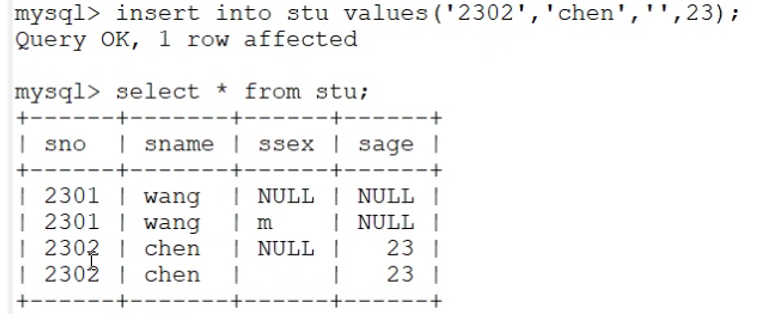 mysql> insert into stu values('2302','chen','',23);
Query OK, 1 row affected
mysql> select * from stu;
+------+-------+------+------+
| sno  | sname | ssex | sage |
+------+-------+------+------+
| 2301 | wang  | NULL | NULL |
| 2301 | wang  | m    | NULL |
| 2302 | chen  | NULL |   23 |
| 2302 | chen  |      |   23 |
+------+-------+------+------+